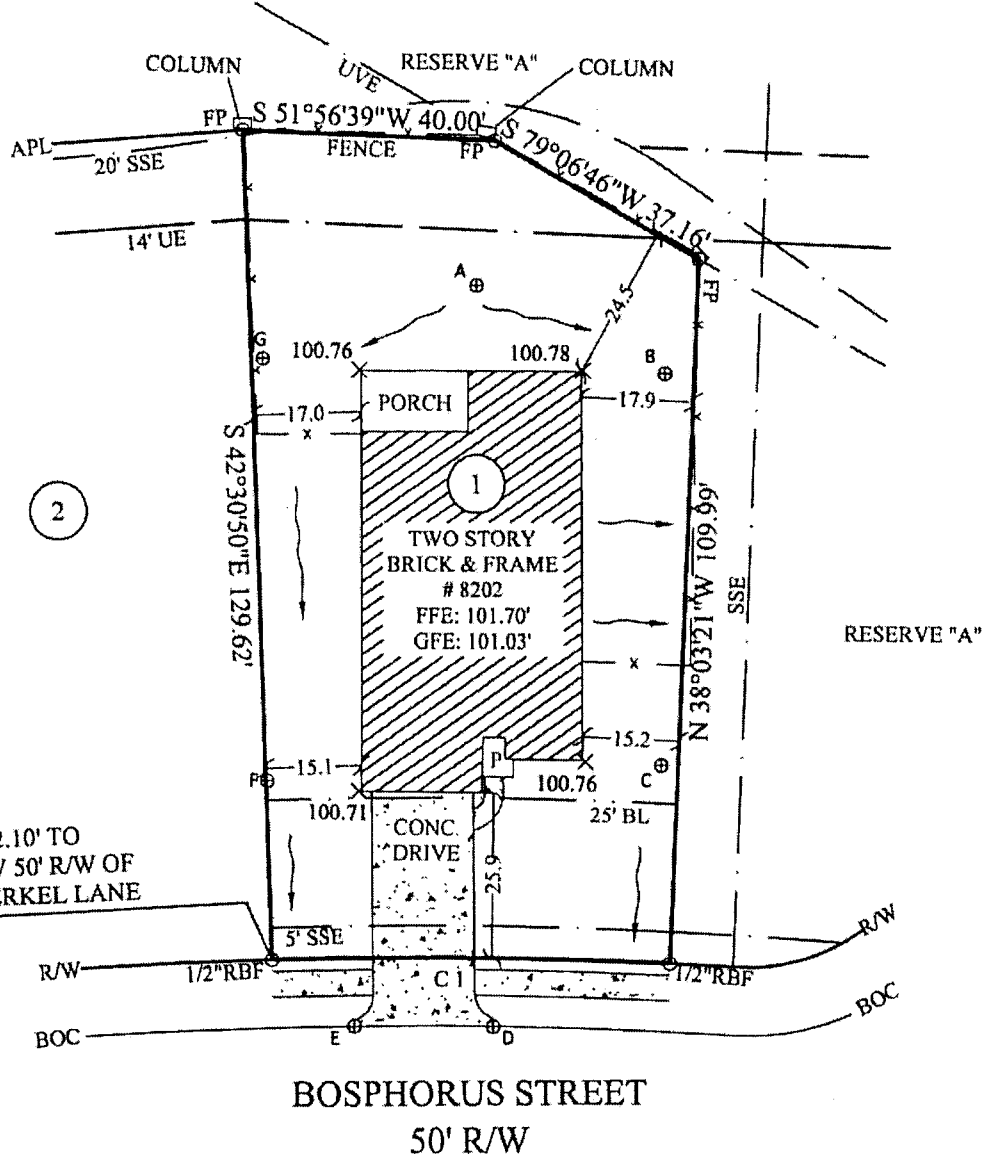 RESERVE "A"
COLUMN
COLUMN
UVE
FP
S 51°56'39"W 40.00'
S 79°06'46"W 37.16'
APL
FENCE
FP
20' SSE
14' UE
FP
A
24.5
G
100.76
100.78
B
PORCH
17.0
17.9
x
S 42°30'50"E 129.62'
1
2
TWO STORY
BRICK & FRAME
# 8202
FFE: 101.70'
GFE: 101.03'
N 38°03'21"W 109.99'
SSE
RESERVE "A"
x
15.2
15.1
P
F
100.76
C
100.71
25' BL
CONC.
DRIVE
2.10' TO
50' R/W OF
ERKEL LANE
25.9
5' SSE
R/W
R/W
1/2"RBF
C 1
1/2"RBF
BOC
BOC
E
D
BOSPHORUS STREET
50' R/W